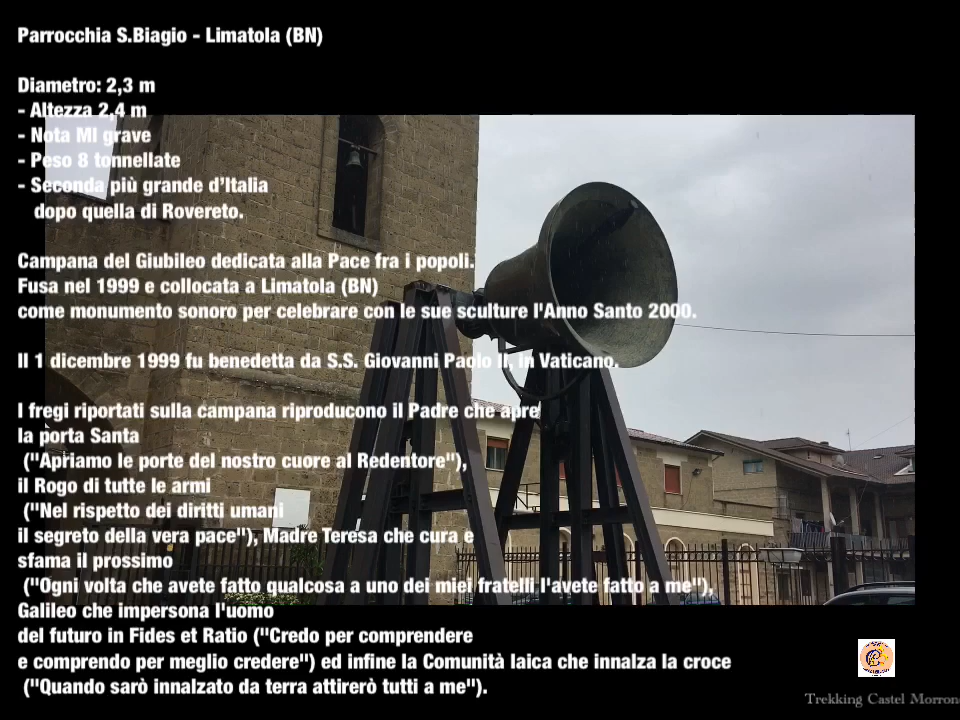 Parrocchia S.Biagio - Limatola (BN)
Diametro: 2,3 m
- Altezza 2,4 m
- Nota MI grave
- Peso 8 tonnellate
- Seconda più grande d'Italia
dopo quella di Rovereto.
Campana del Giubileo dedicata alla Pace fra i popoli.
Fusa nel 1999 e collocata a Limatola (BN)
come monumento sonoro per celebrare con le sue sculture l'Anno Santo 2000.
Il 1 dicembre 1999 fu benedetta da S.S. Giovanni Paolo II, in Vaticano.
I fregi riportati sulla campana riproducono il Padre che apre
la porta Santa
("Apriamo le porte del nostro cuore al Redentore"),
il Rogo di tutte le armi
("Nel rispetto dei diritti umani
il segreto della vera pace"), Madre Teresa che cura e
sfama il prossimo
("Ogni volta che avete fatto qualcosa a uno dei miei fratelli l'avete fatto a me"),
Galileo che impersona l'uomo
del futuro in Fides et Ratio ("Credo per comprendere
e comprendo per meglio credere") ed infine la Comunità laica che innalza la croce
("Quando sarò innalzato da terra attirerò tutti a me").
Trekking Castel Morron